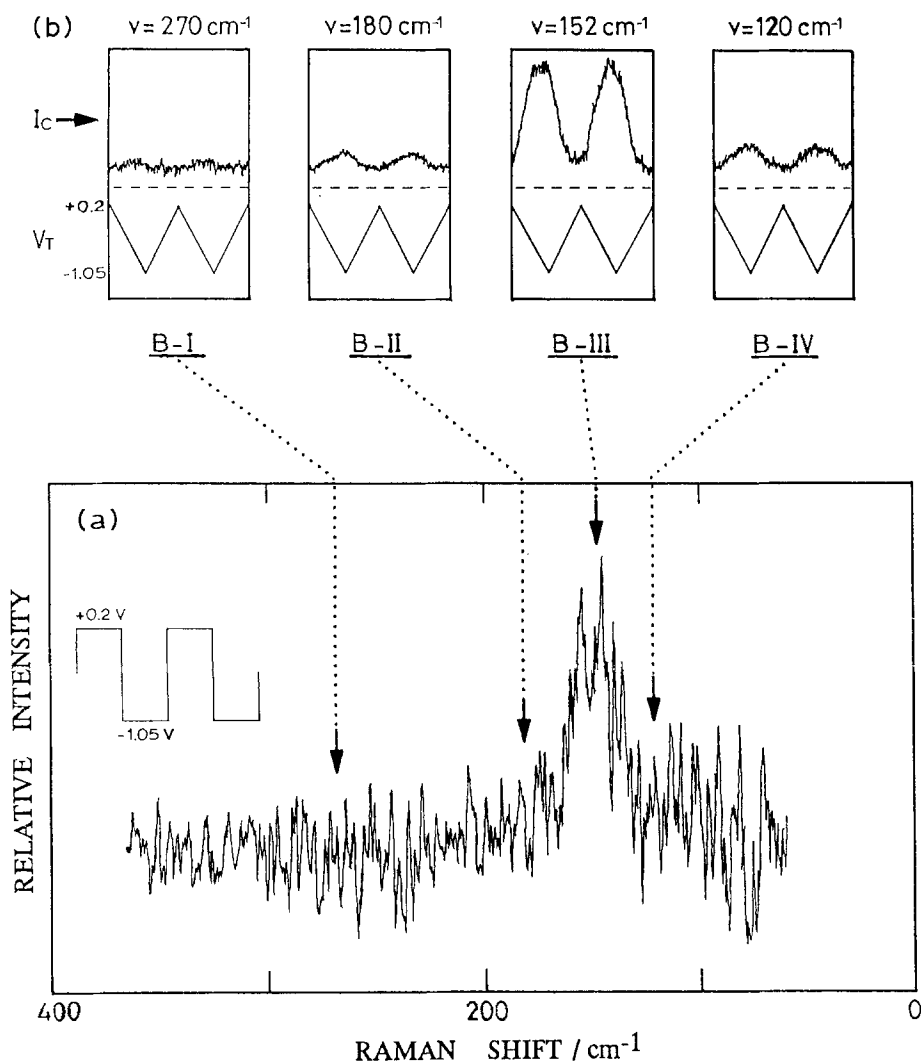 (b) ν = 270 cm⁻¹ ν = 180 cm⁻¹ ν = 152 cm⁻¹ ν = 120 cm⁻¹
I_C
+0.2
V_T
-1.05
B-I B-II B-III B-IV
(a)
+0.2 V
-1.05 V
RELATIVE INTENSITY
400 200 0
RAMAN SHIFT / cm⁻¹